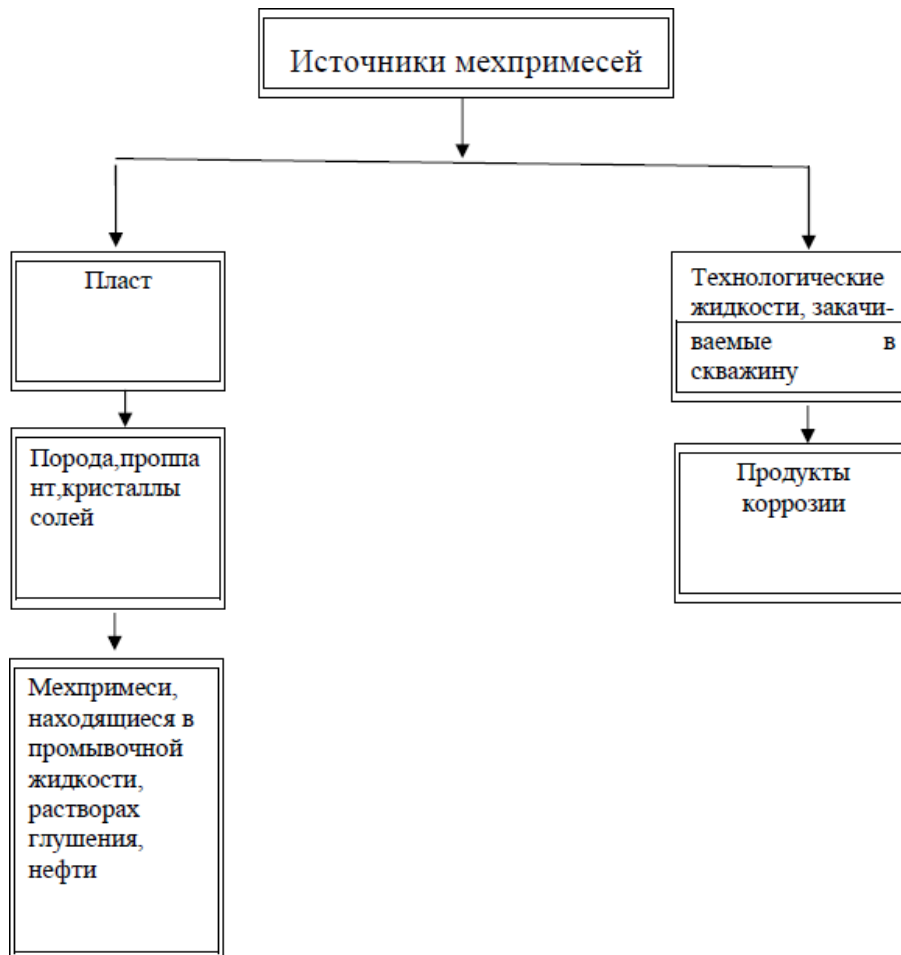 Источники мехпримесей
Пласт
Технологические
жидкости, закачи-
ваемые в
скважину
Порода,проппа
нт,кристаллы
солей
Продукты
коррозии
Мехпримеси,
находящиеся в
промывочной
жидкости,
растворах
глушения,
нефти